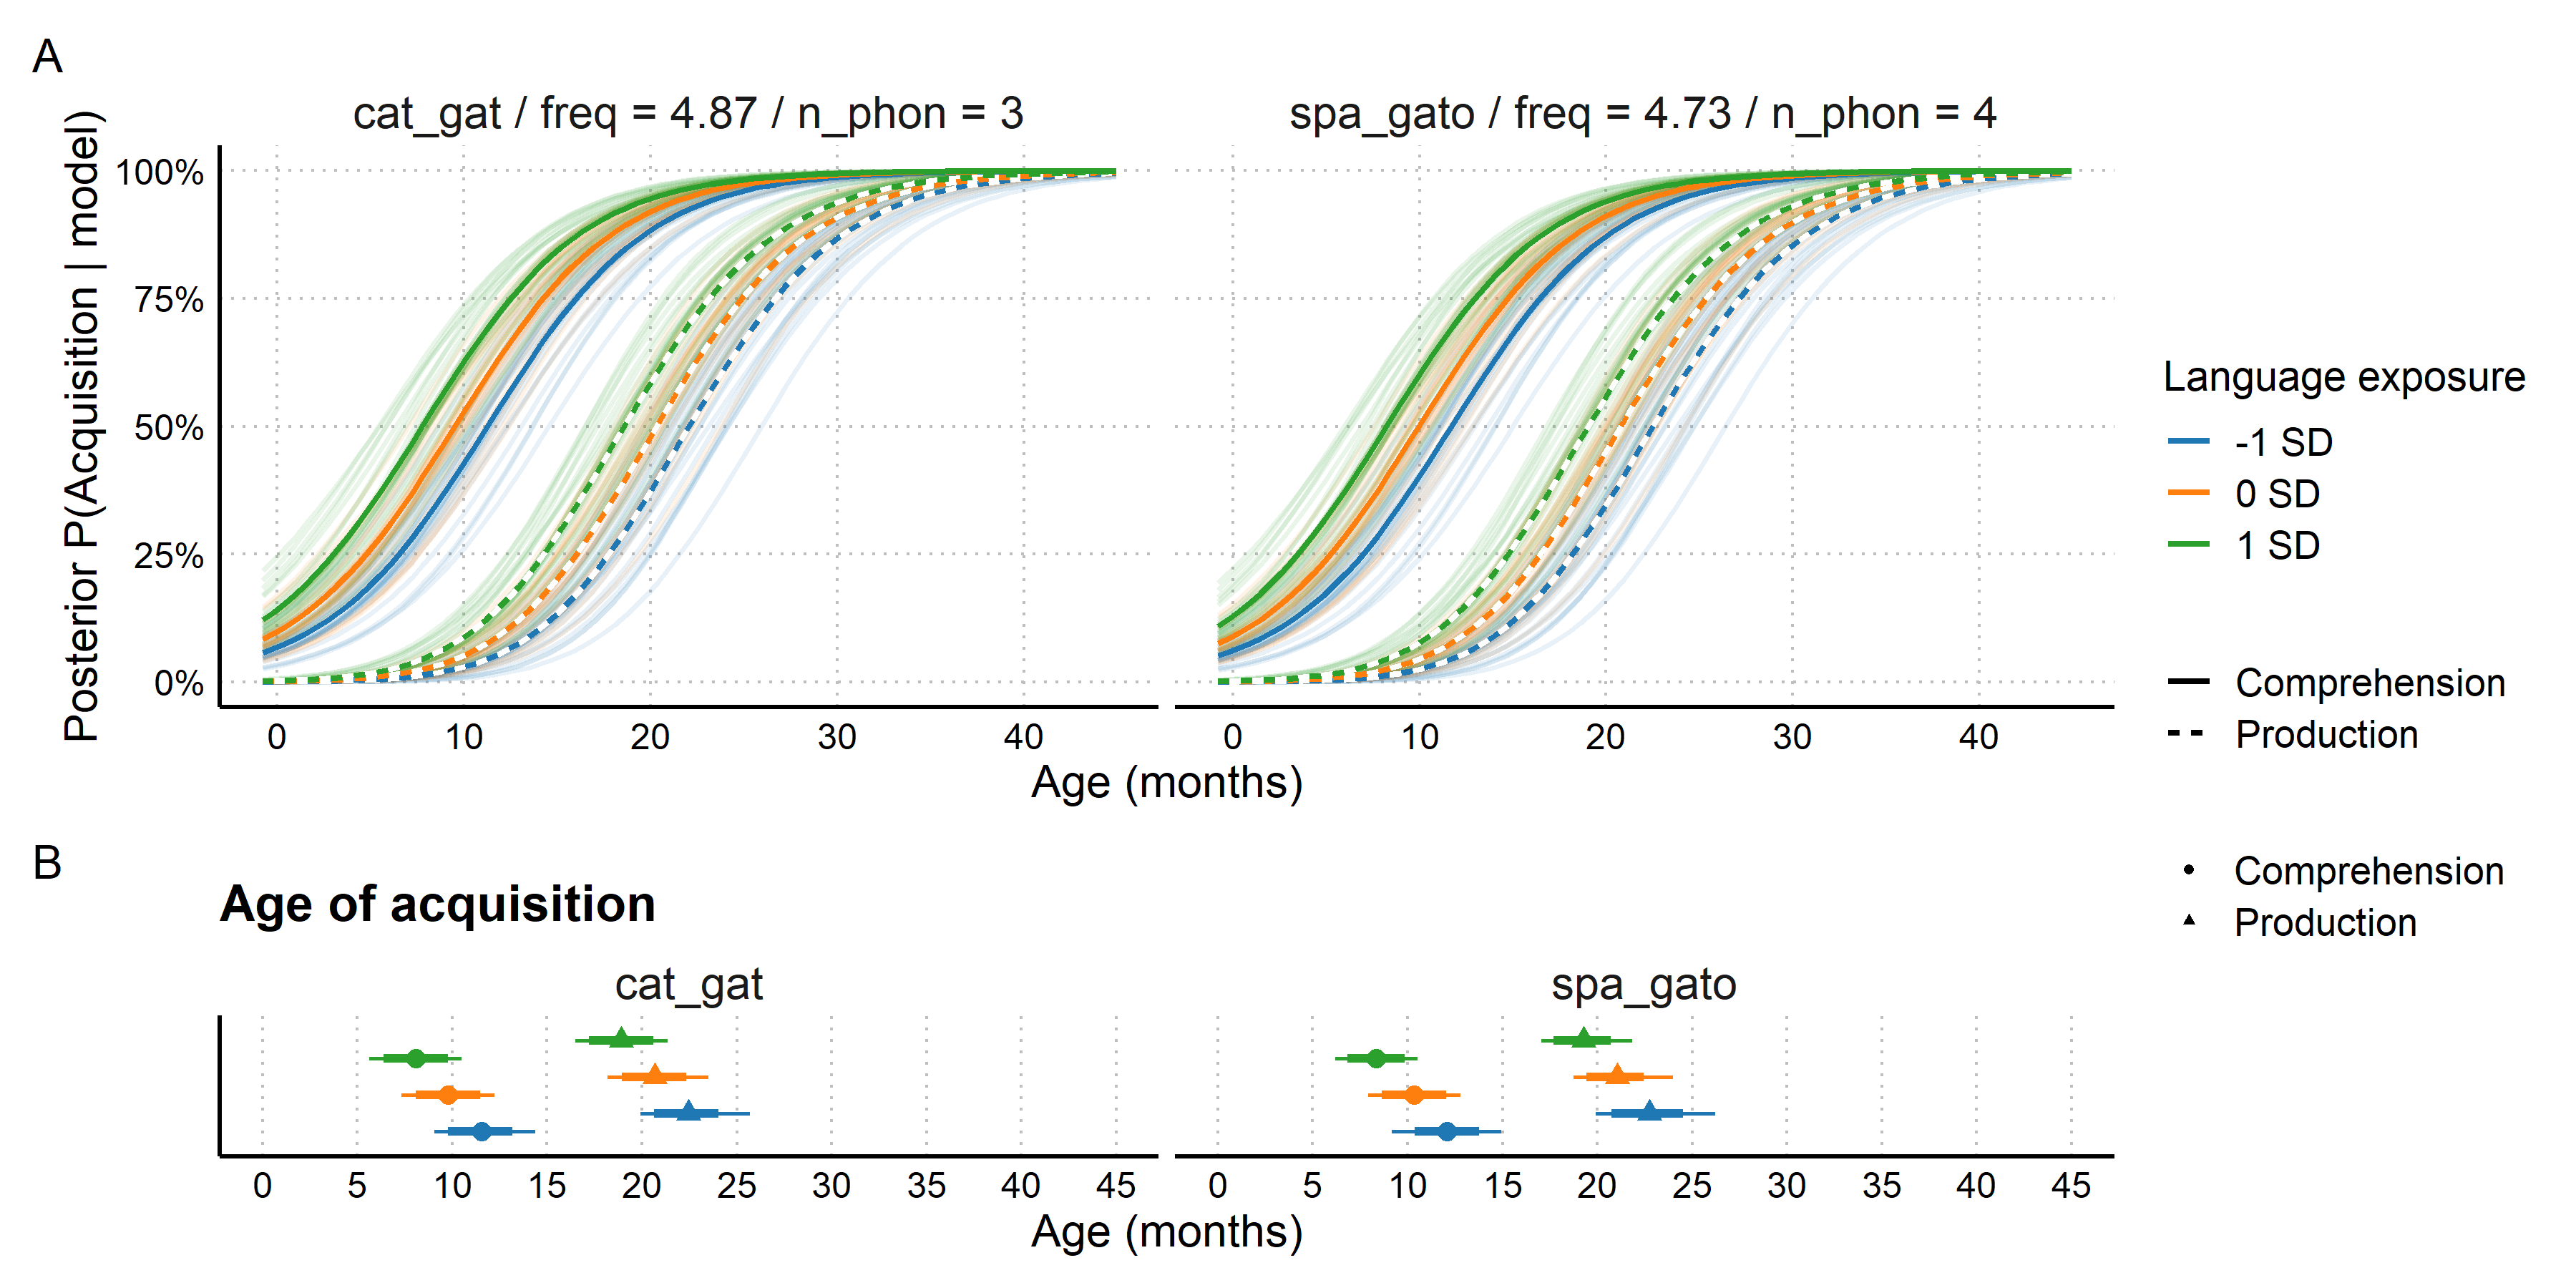 A
cat_gat / freq = 4.87 / n_phon = 3
spa_gato / freq = 4.73 / n_phon = 4
Posterior P(Acquisition | model)
100%
75%
50%
25%
0%
0 10 20 30 40
0 10 20 30 40
Age (months)
Language exposure
-1 SD
0 SD
1 SD
Comprehension
Production
Comprehension
Production
B
Age of acquisition
cat_gat
spa_gato
0 5 10 15 20 25 30 35 40 45
0 5 10 15 20 25 30 35 40 45
Age (months)